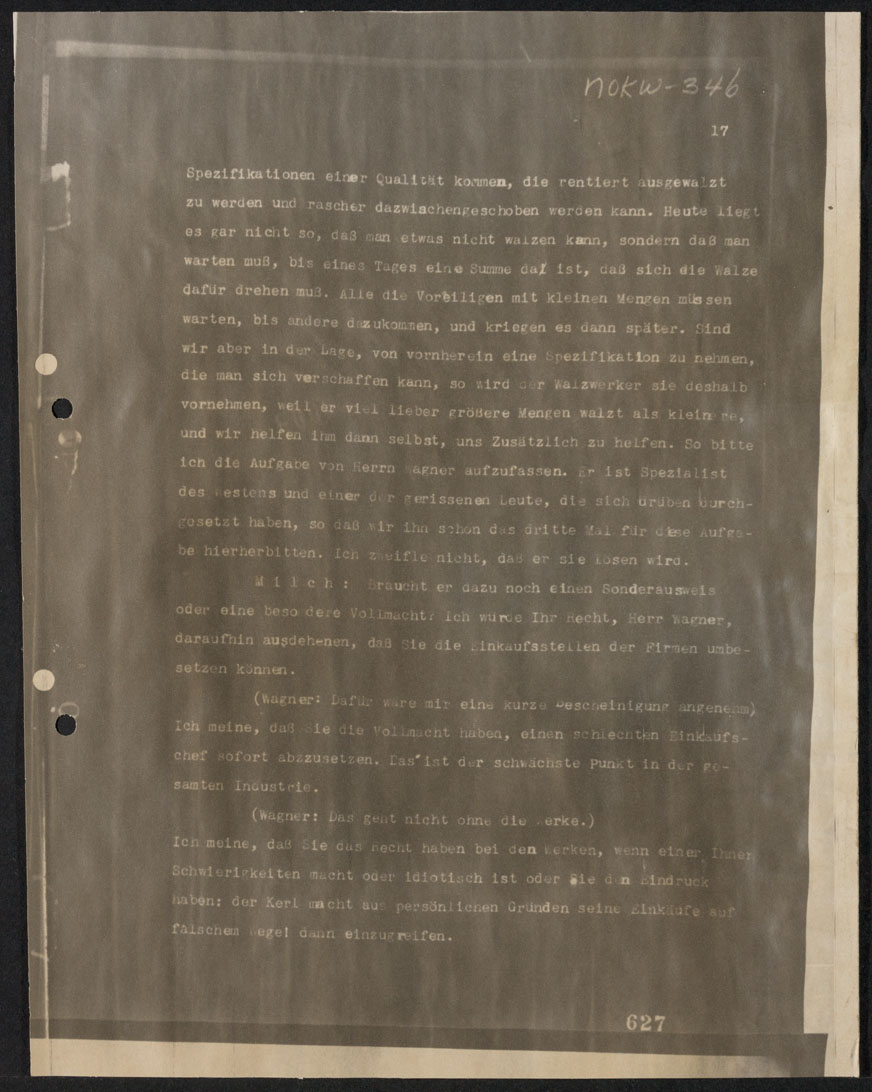 NOKW-346
17
Spezifikationen einer Qualität kommen, die rentiert ausgewalzt
zu werden und rascher dazwischengeschoben werden kann. Heute liegt
es gar nicht so, daß man etwas nicht walzen kann, sondern daß man
warten muß, bis eines Tages eine Summe da ist, daß sich die Walze
dafür drehen muß. Alle die Voreiligen mit kleinen Mengen müssen
warten, bis andere dazukommen, und kriegen es dann später. Sind
wir aber in der Lage, von vornherein eine Spezifikation zu nehmen,
die man sich verschaffen kann, so wird der Walzwerker sie deshalb
vornehmen, weil er viel lieber größere Mengen walzt als kleinere,
und wir helfen ihm dann selbst, uns Zusätzlich zu helfen. So bitte
ich die Aufgabe von Herrn Wagner aufzufassen. Er ist Spezialist
des Westens und einer der gerissenen Leute, die sich drüben durch-
gesetzt haben, so daß wir ihn schon das dritte Mal für diese Aufga-
be hierherbitten. Ich zweifle nicht, daß er sie lösen wird.
M i l c h : Braucht er dazu noch einen Sonderausweis
oder eine beso dere Vollmacht? Ich würde Ihr Recht, Herr Wagner,
daraufhin ausdehenen, daß Sie die Einkaufsstellen der Firmen umbe-
setzen können.
(Wagner: Dafür wäre mir eine kurze Bescheinigung angenehm)
Ich meine, daß Sie die Vollmacht haben, einen schlechten Einkaufs-
chef sofort abzzusetzen. Das ist der schwächste Punkt in der ge-
samten Industrie.
(Wagner: Das geht nicht ohne die Werke.)
Ich meine, daß Sie das Recht haben bei den Werken, wenn einer Ihnen
Schwierigkeiten macht oder idiotisch ist oder Sie den Eindruck
haben: der Kerl macht aus persönlichen Gründen seine Einkäufe auf
falschem Wege! dann einzugreifen.
627